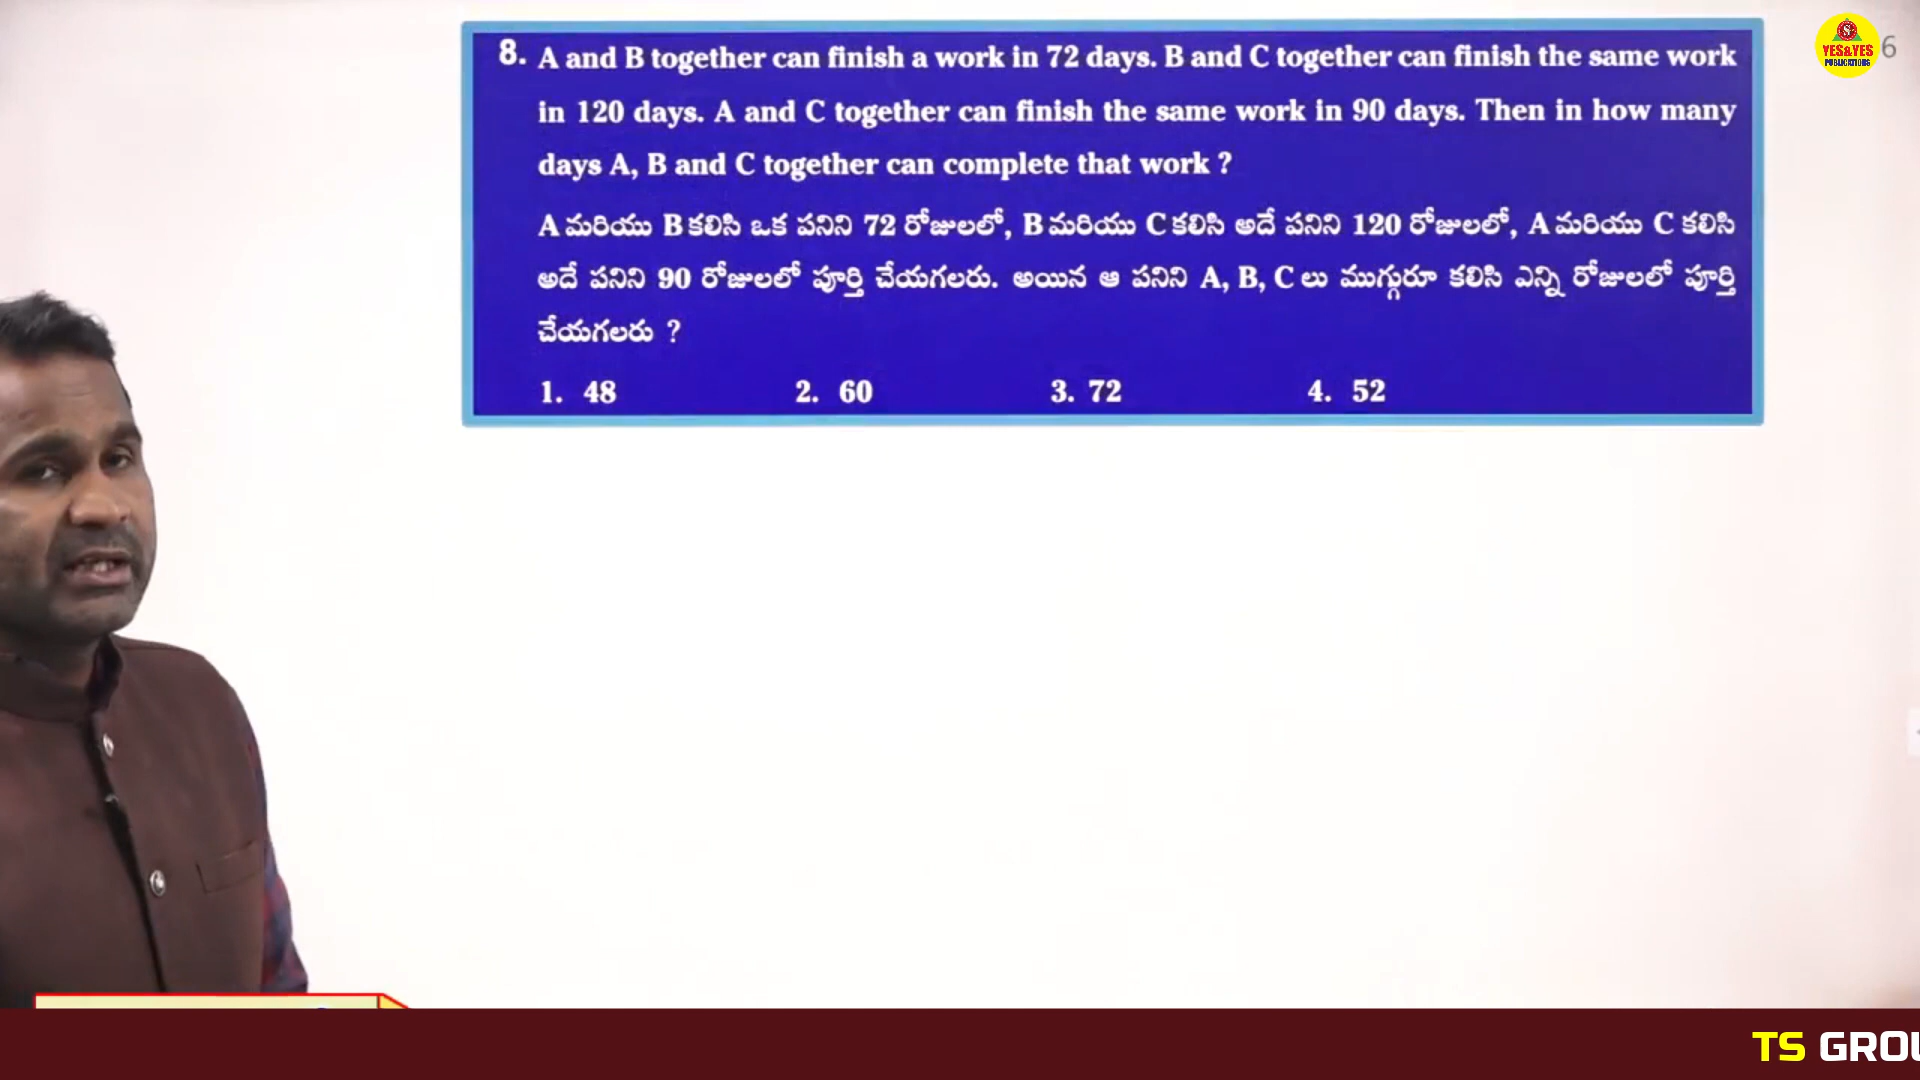 8. A and B together can finish a work in 72 days. B and C together can finish the same work
in 120 days. A and C together can finish the same work in 90 days. Then in how many
days A, B and C together can complete that work ?
A మరియు B కలిసి ఒక పనిని 72 రోజులలో, B మరియు C కలిసి అదే పనిని 120 రోజులలో, A మరియు C కలిసి
అదే పనిని 90 రోజులలో పూర్తి చేయగలరు. అయిన ఆ పనిని A, B, C లు ముగ్గురూ కలిసి ఎన్ని రోజులలో పూర్తి
చేయగలరు ?
1. 48 2. 60 3. 72 4. 52
YES&YES
PUBLICATIONS
6
TS GROU